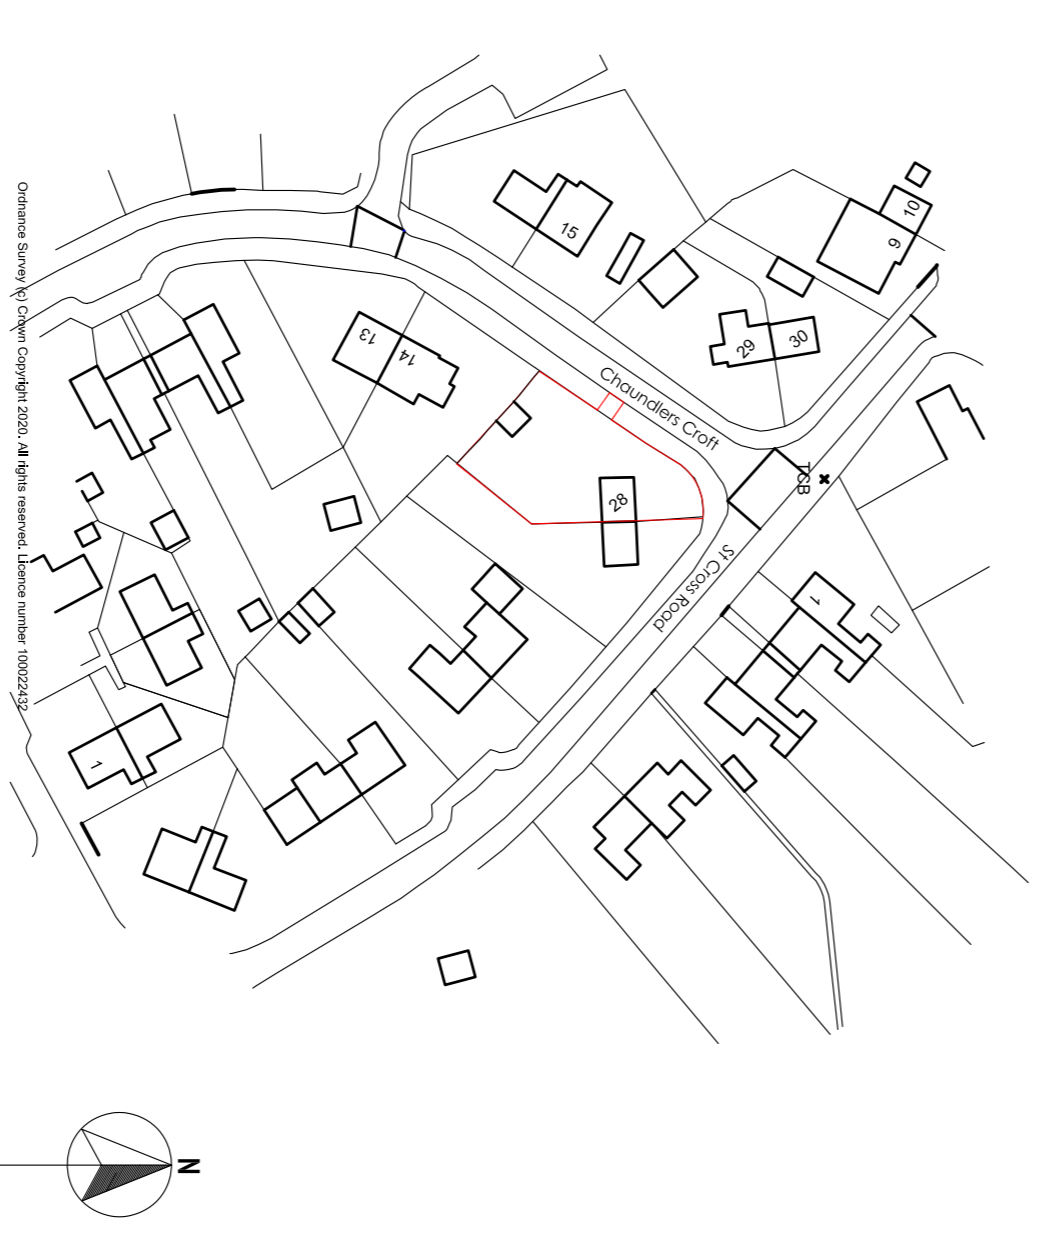 10
9
15
30
29
13
14
Chaundlers Croft
TCB
28
St Cross Road
1
1
Ordnance Survey (c) Crown Copyright 2020. All rights reserved. Licence number 100022432
N